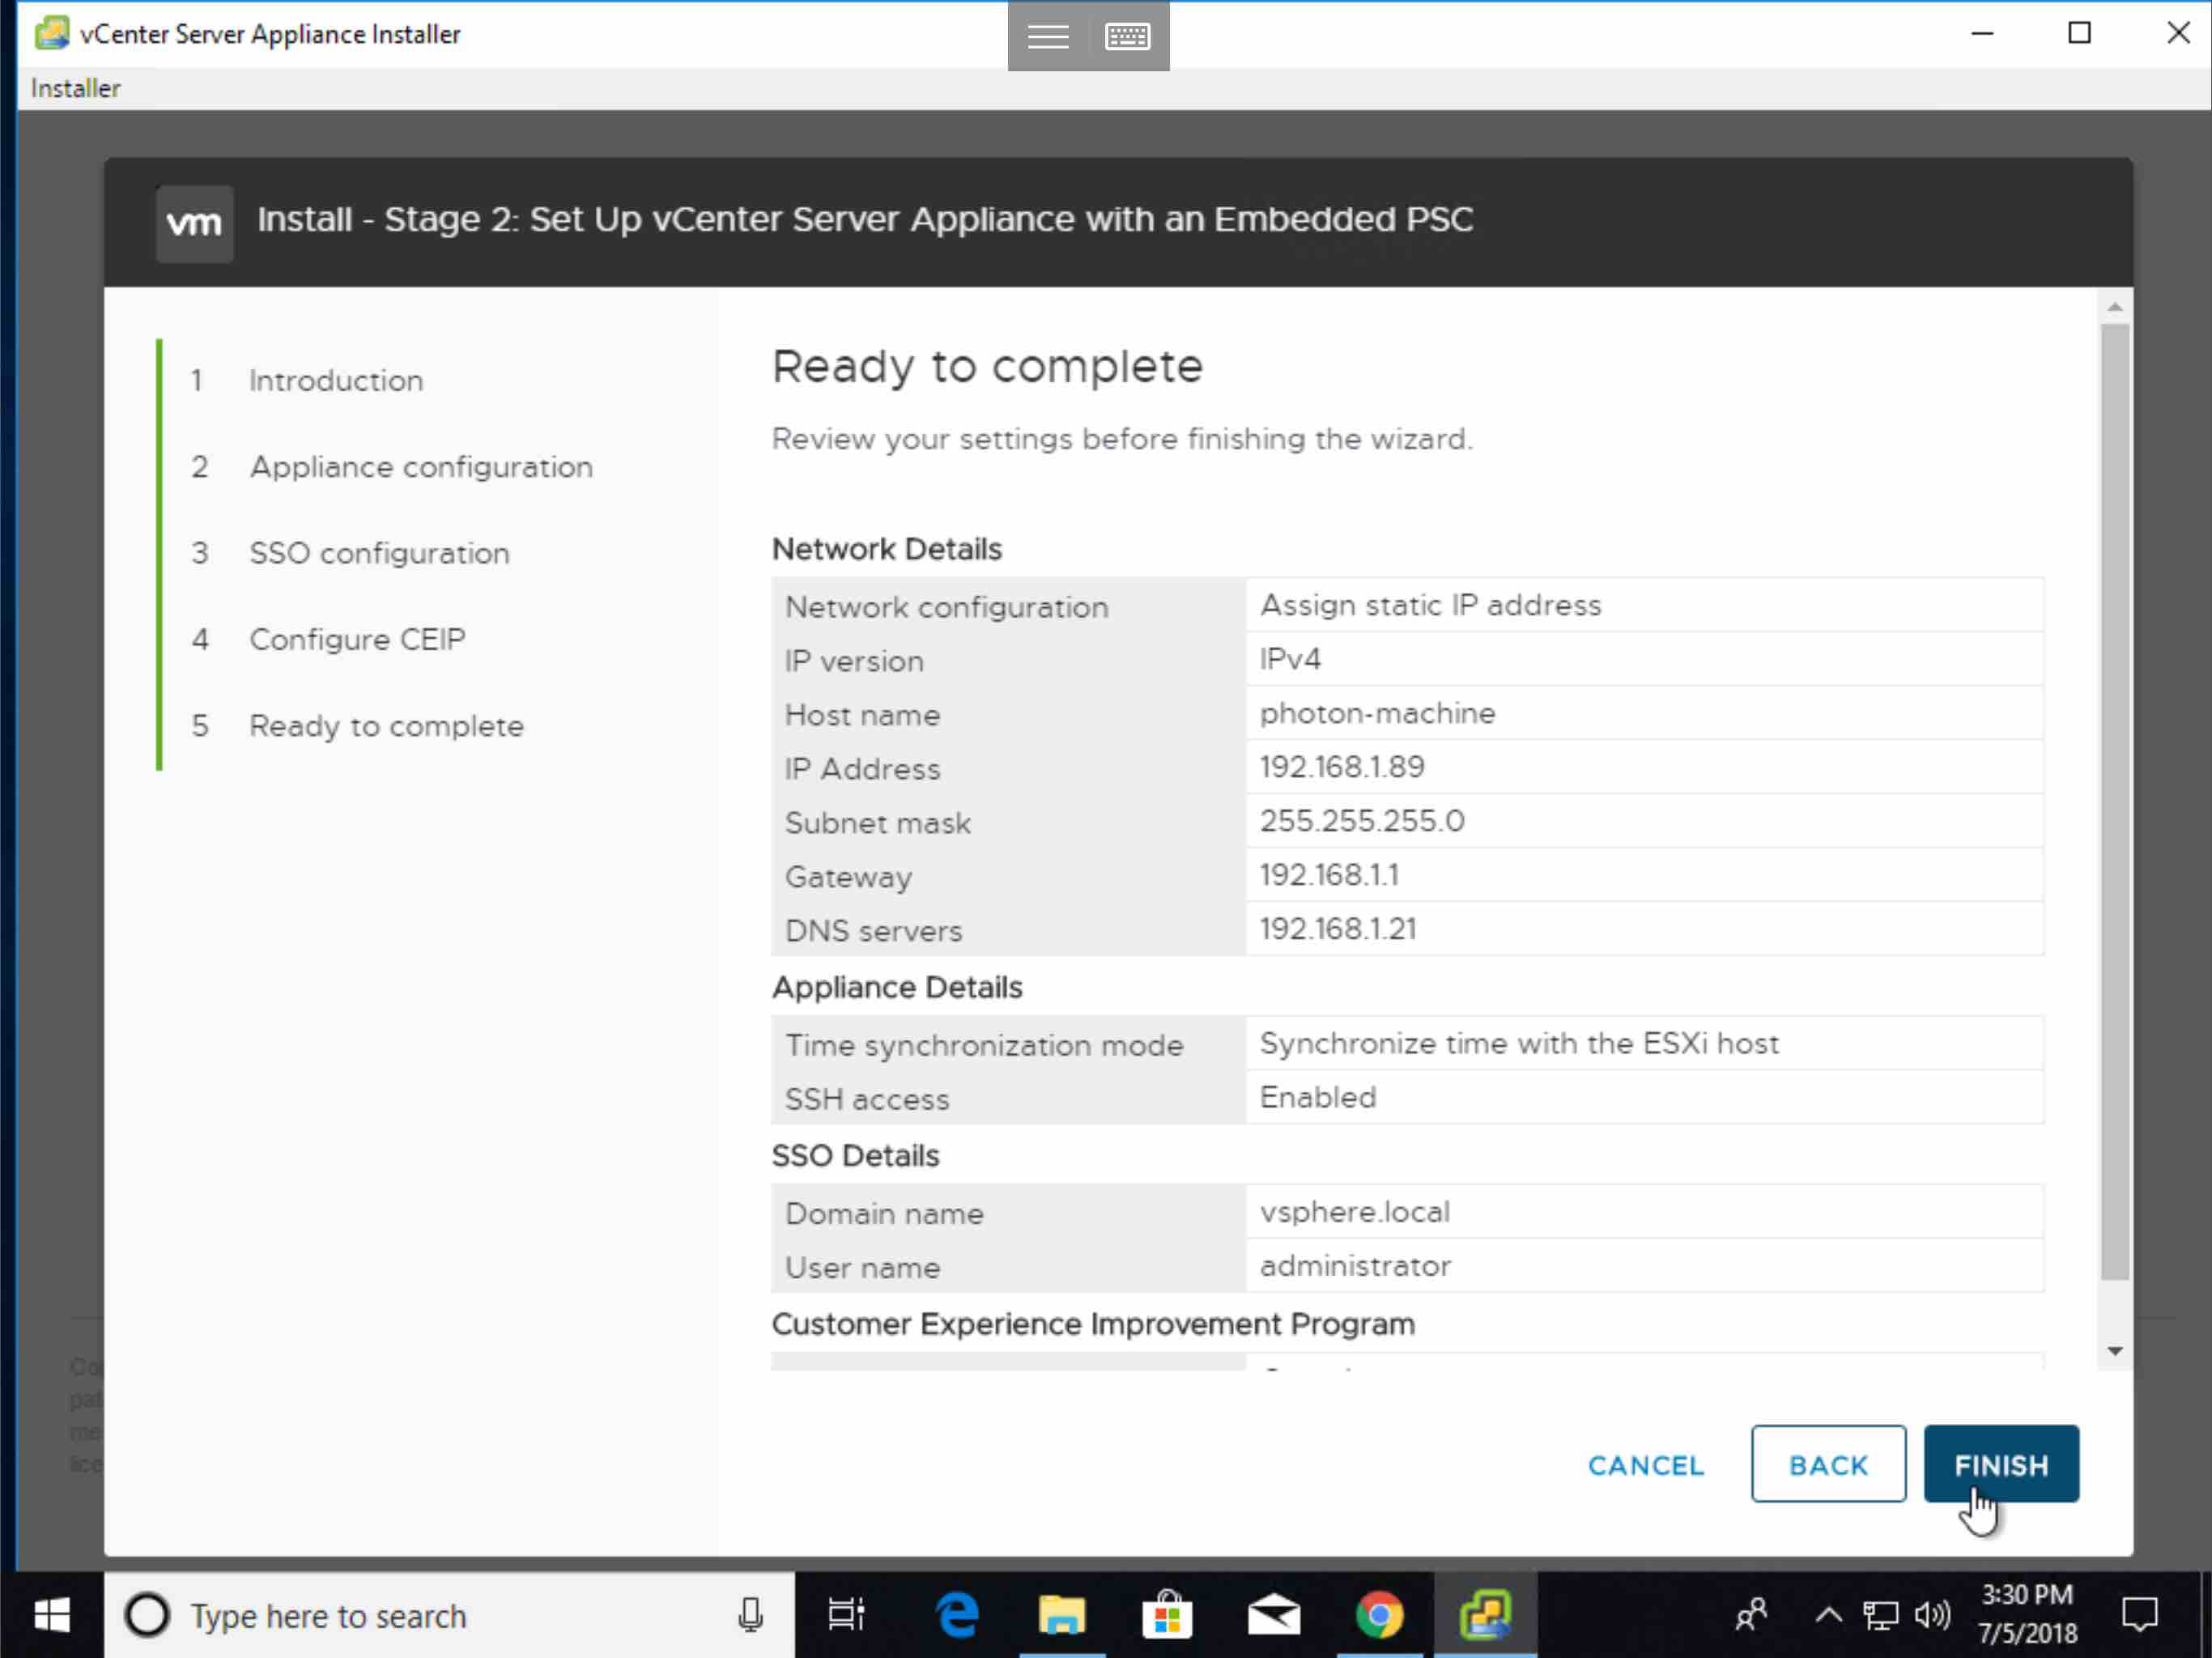 vCenter Server Appliance Installer
Installer
vm
Install - Stage 2: Set Up vCenter Server Appliance with an Embedded PSC
1 Introduction
2 Appliance configuration
3 SSO configuration
4 Configure CEIP
5 Ready to complete
Ready to complete
Review your settings before finishing the wizard.
Network Details
Network configuration Assign static IP address
IP version IPv4
Host name photon-machine
IP Address 192.168.1.89
Subnet mask 255.255.255.0
Gateway 192.168.1.1
DNS servers 192.168.1.21
Appliance Details
Time synchronization mode Synchronize time with the ESXi host
SSH access Enabled
SSO Details
Domain name vsphere.local
User name administrator
Customer Experience Improvement Program
CANCEL BACK FINISH
Type here to search
3:30 PM
7/5/2018